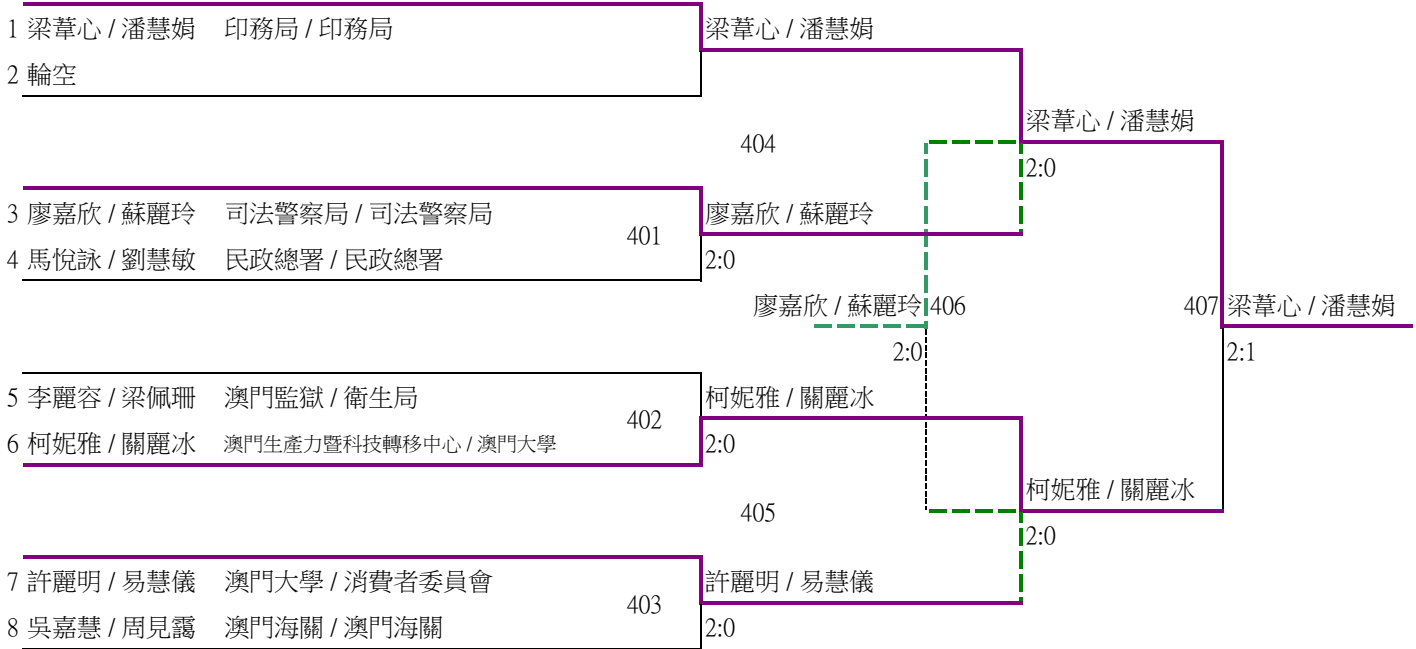 1 梁葦心 / 潘慧娟 印務局 / 印務局 梁葦心 / 潘慧娟
2 輪空
梁葦心 / 潘慧娟
404
2:0
3 廖嘉欣 / 蘇麗玲 司法警察局 / 司法警察局 廖嘉欣 / 蘇麗玲
401
4 馬悅詠 / 劉慧敏 民政總署 / 民政總署 2:0
廖嘉欣 / 蘇麗玲 406 407 梁葦心 / 潘慧娟
2:0 2:1
5 李麗容 / 梁佩珊 澳門監獄 / 衛生局 柯妮雅 / 關麗冰
402
6 柯妮雅 / 關麗冰 澳門生產力暨科技轉移中心 / 澳門大學 2:0
柯妮雅 / 關麗冰
405
2:0
7 許麗明 / 易慧儀 澳門大學 / 消費者委員會 許麗明 / 易慧儀
403
8 吳嘉慧 / 周見靄 澳門海關 / 澳門海關 2:0